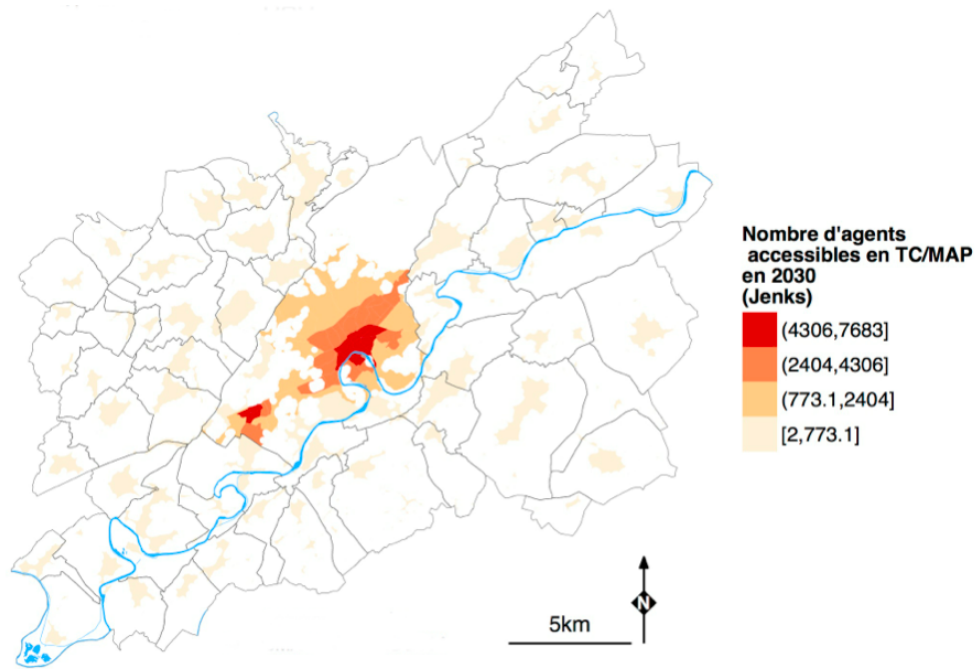 Nombre d'agents
accessibles en TC/MAP
en 2030
(Jenks)
(4306,7683]
(2404,4306]
(773.1,2404]
[2,773.1]
5km
N